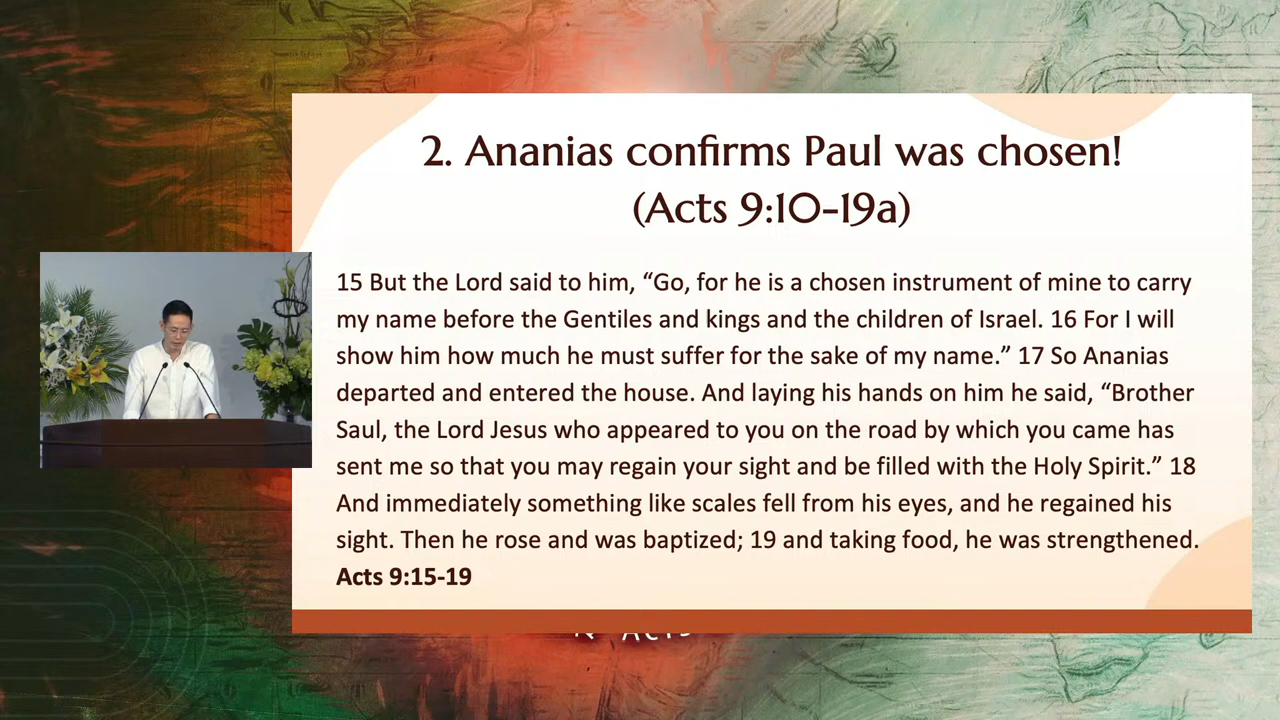 2. Ananias confirms Paul was chosen!
(Acts 9:10-19a)
15 But the Lord said to him, “Go, for he is a chosen instrument of mine to carry
my name before the Gentiles and kings and the children of Israel. 16 For I will
show him how much he must suffer for the sake of my name.” 17 So Ananias
departed and entered the house. And laying his hands on him he said, “Brother
Saul, the Lord Jesus who appeared to you on the road by which you came has
sent me so that you may regain your sight and be filled with the Holy Spirit.” 18
And immediately something like scales fell from his eyes, and he regained his
sight. Then he rose and was baptized; 19 and taking food, he was strengthened.
Acts 9:15-19
ACTS